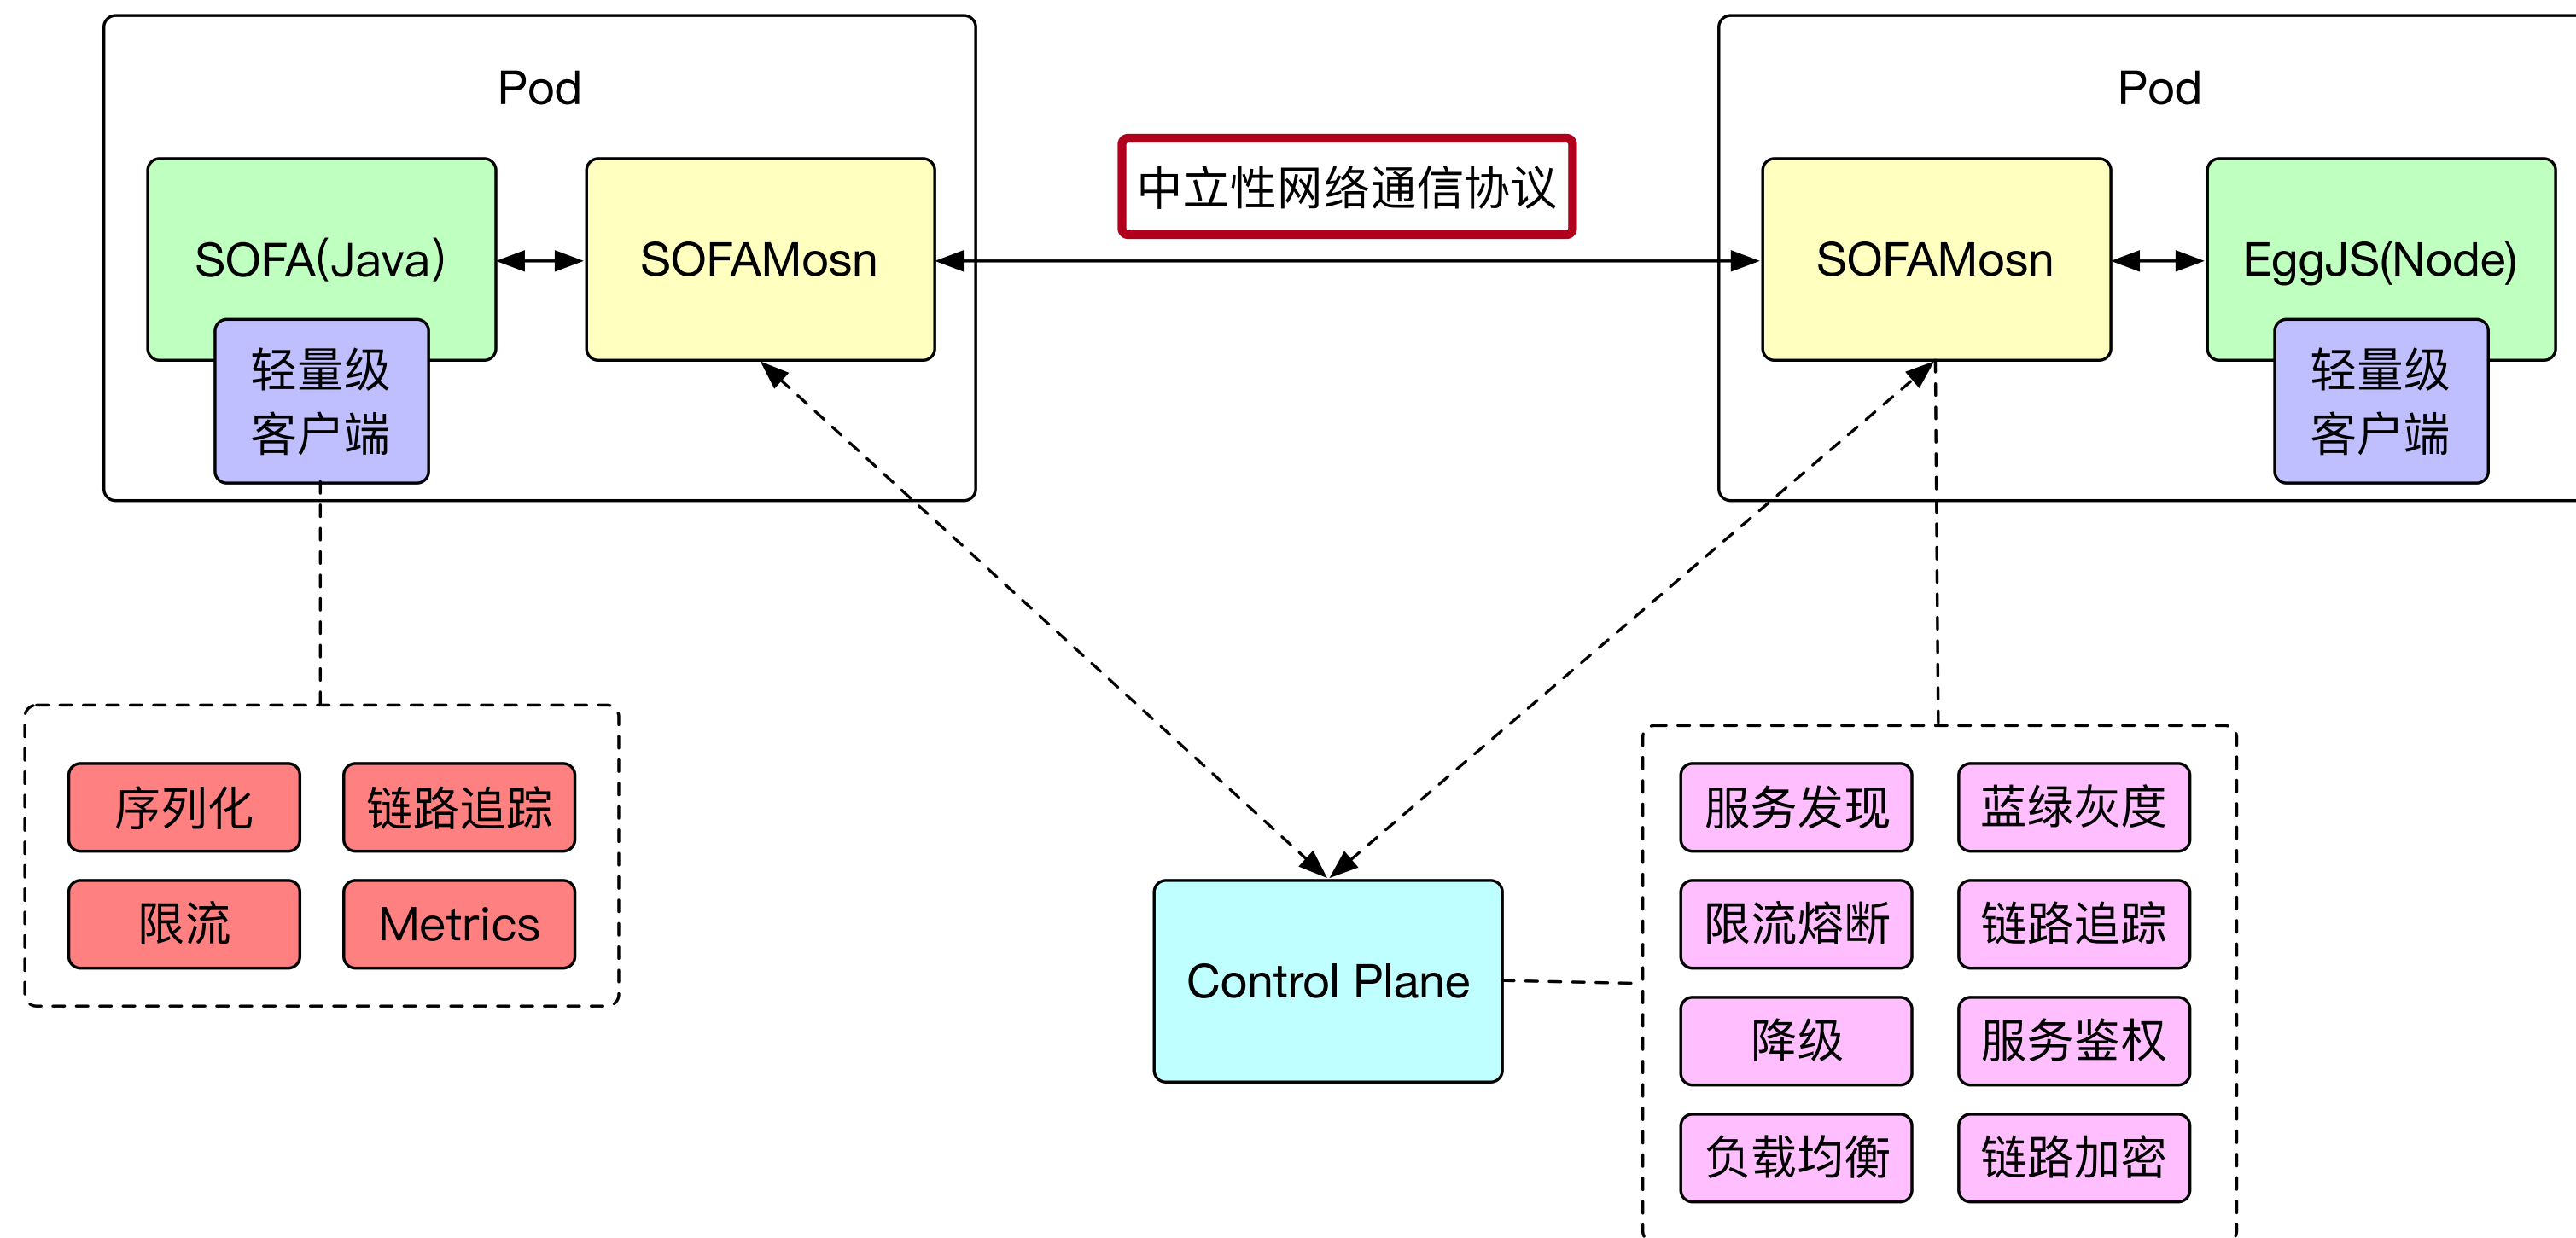 Pod
SOFA(Java)
SOFAMosn
轻量级
客户端
中立性网络通信协议
Pod
SOFAMosn
EggJS(Node)
轻量级
客户端
序列化
链路追踪
限流
Metrics
Control Plane
服务发现
蓝绿灰度
限流熔断
链路追踪
降级
服务鉴权
负载均衡
链路加密